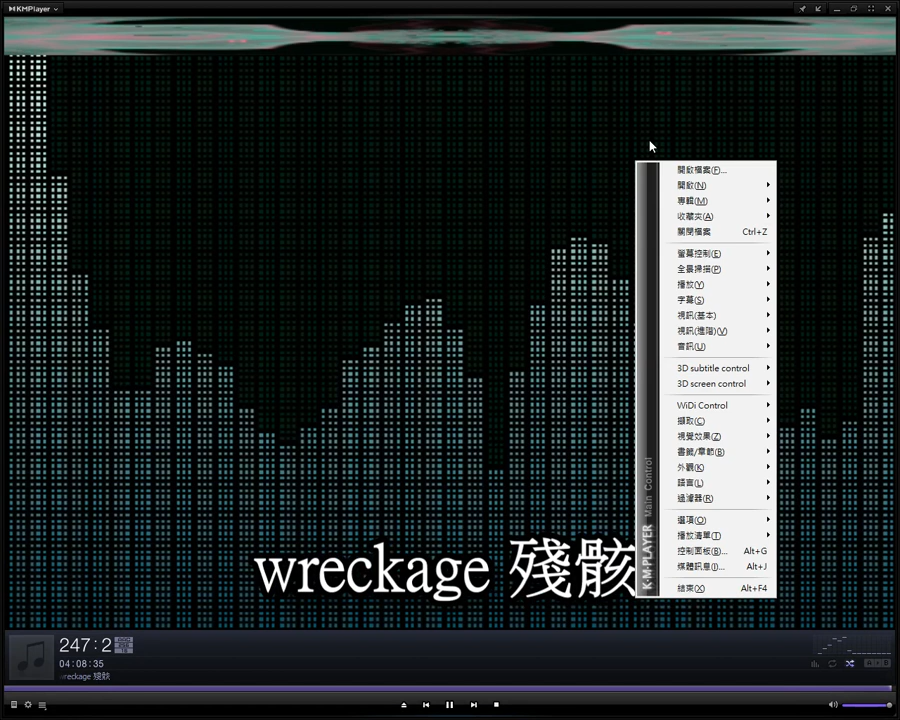 KMPlayer
開啟檔案(F)...
開啟(N)
專輯(M)
收藏夾(A)
關閉檔案 Ctrl+Z
螢幕控制(E)
全景掃描(P)
播放(Y)
字幕(S)
視訊(基本)
視訊(進階)(V)
音訊(U)
3D subtitle control
3D screen control
WiDi Control
擷取(C)
視覺效果(Z)
書籤/章節(B)
外觀(K)
語言(L)
過濾器(R)
選項(O)
播放清單(T)
控制面板(B)... Alt+G
媒體訊息(I)... Alt+J
結束(X) Alt+F4
K-M-PLAYER Main Control
wreckage 殘骸
247:2
04:08:35
wreckage 殘骸
A B